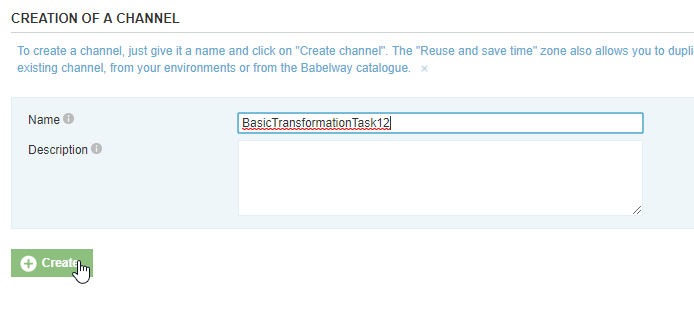 CREATION OF A CHANNEL
To create a channel, just give it a name and click on "Create channel". The "Reuse and save time" zone also allows you to
existing channel, from your environments or from the Babelway catalogue. ×
Name
BasicTransformationTask12
Description
Create